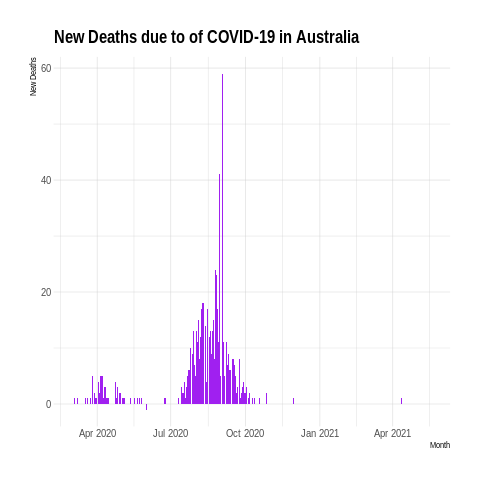 New Deaths due to of COVID-19 in Australia
New Deaths
60
40
20
0
Apr 2020 Jul 2020 Oct 2020 Jan 2021 Apr 2021
Month